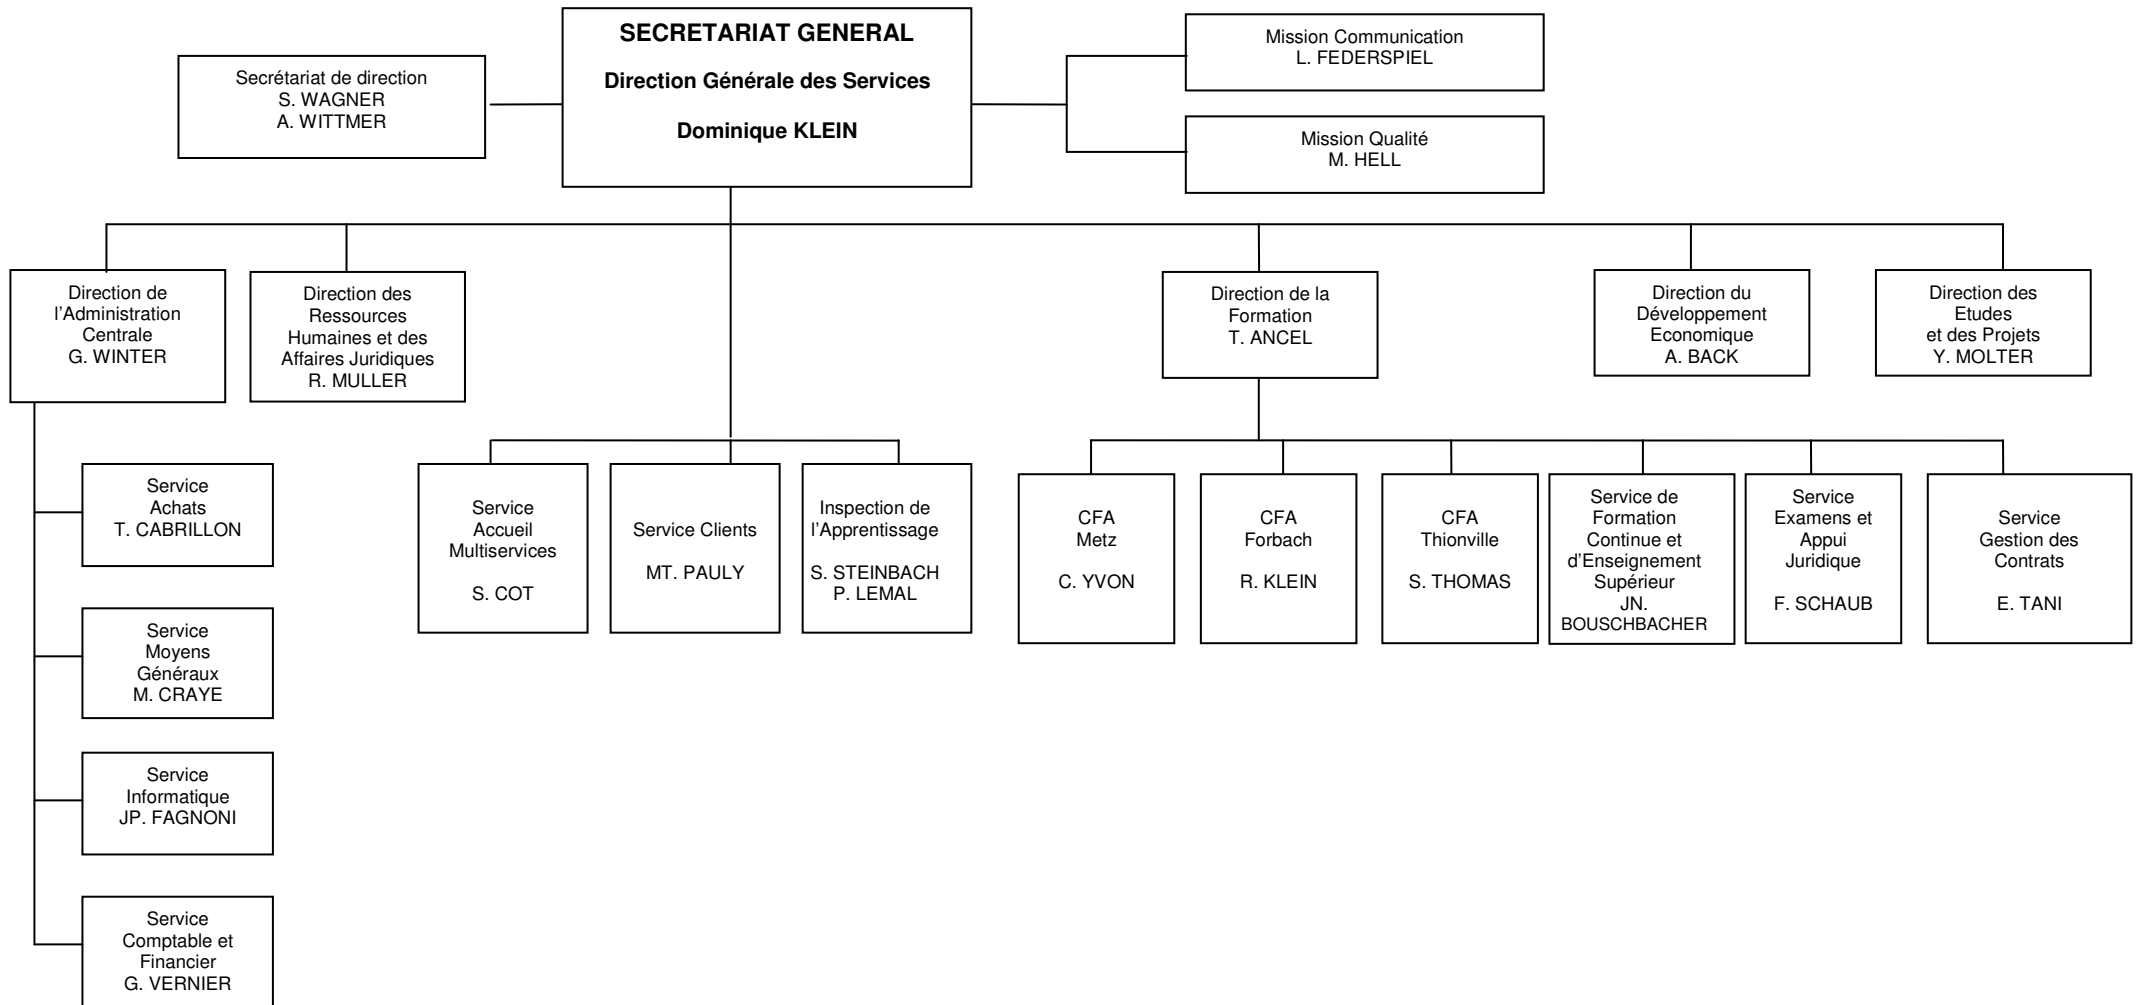 SECRETARIAT GENERAL
Direction Générale des Services
Dominique KLEIN
Secrétariat de direction
S. WAGNER
A. WITTMER
Mission Communication
L. FEDERSPIEL
Mission Qualité
M. HELL
Direction de
l'Administration
Centrale
G. WINTER
Direction des
Ressources
Humaines et des
Affaires Juridiques
R. MULLER
Direction de la
Formation
T. ANCEL
Direction du
Développement
Economique
A. BACK
Direction des
Etudes
et des Projets
Y. MOLTER
Service
Achats
T. CABRILLON
Service
Moyens
Généraux
M. CRAYE
Service
Informatique
JP. FAGNONI
Service
Comptable et
Financier
G. VERNIER
Service
Accueil
Multiservices
S. COT
Service Clients
MT. PAULY
Inspection de
l'Apprentissage
S. STEINBACH
P. LEMAL
CFA
Metz
C. YVON
CFA
Forbach
R. KLEIN
CFA
Thionville
S. THOMAS
Service de
Formation
Continue et
d'Enseignement
Supérieur
JN.
BOUSCHBACHER
Service
Examens et
Appui
Juridique
F. SCHAUB
Service
Gestion des
Contrats
E. TANI